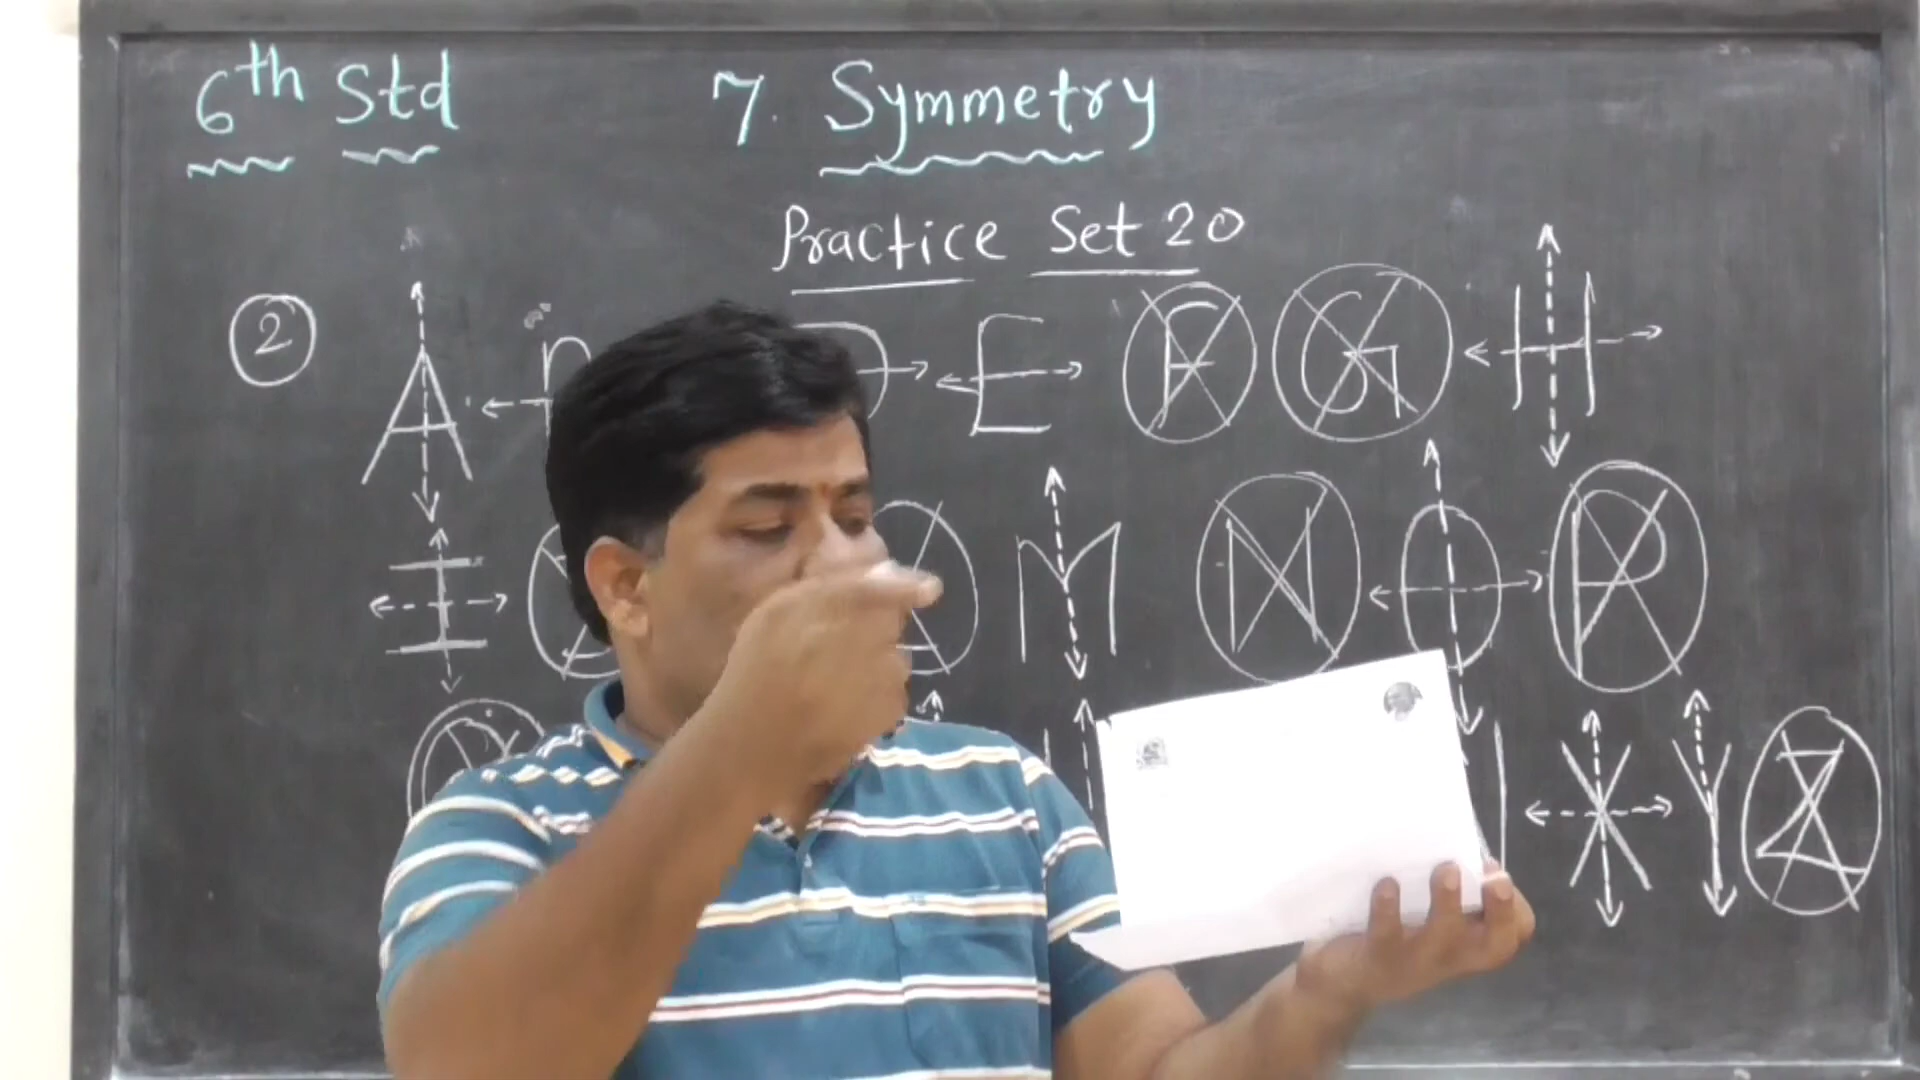 6th Std 7. Symmetry
Practice Set 20
2 A D E F G H
I M N O R
X Y Z